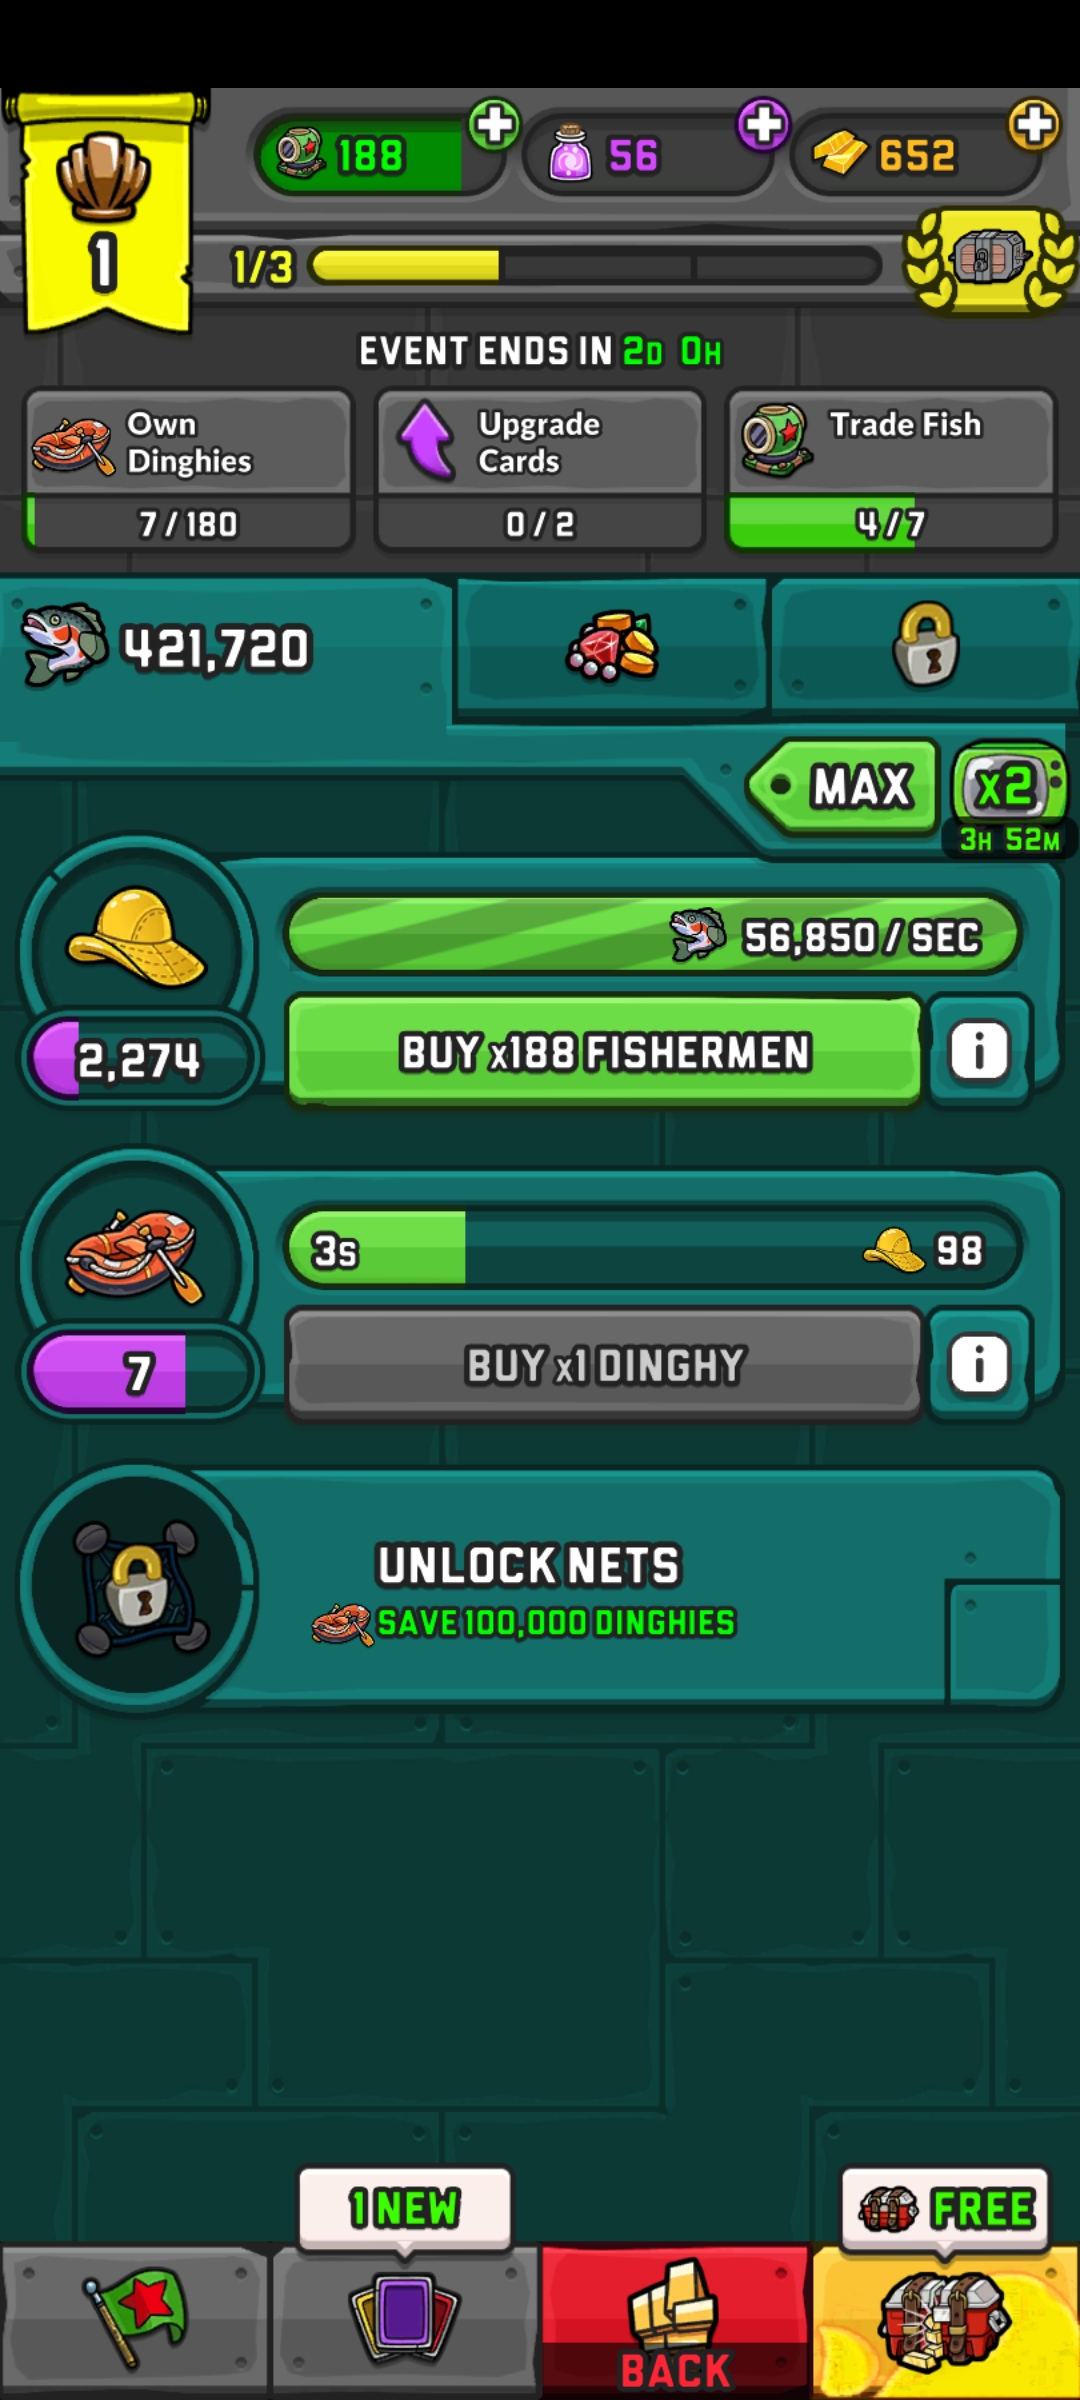 188
56
652
1
1/3
EVENT ENDS IN 2D 0H
Own
Dinghies
Upgrade
Cards
Trade Fish
7 / 180
0 / 2
4 / 7
421,720
MAX
x2
3H 52M
56,850 / SEC
2,274
BUY x188 FISHERMEN
i
3s
98
7
BUY x1 DINGHY
i
UNLOCK NETS
SAVE 100,000 DINGHIES
1 NEW
FREE
BACK